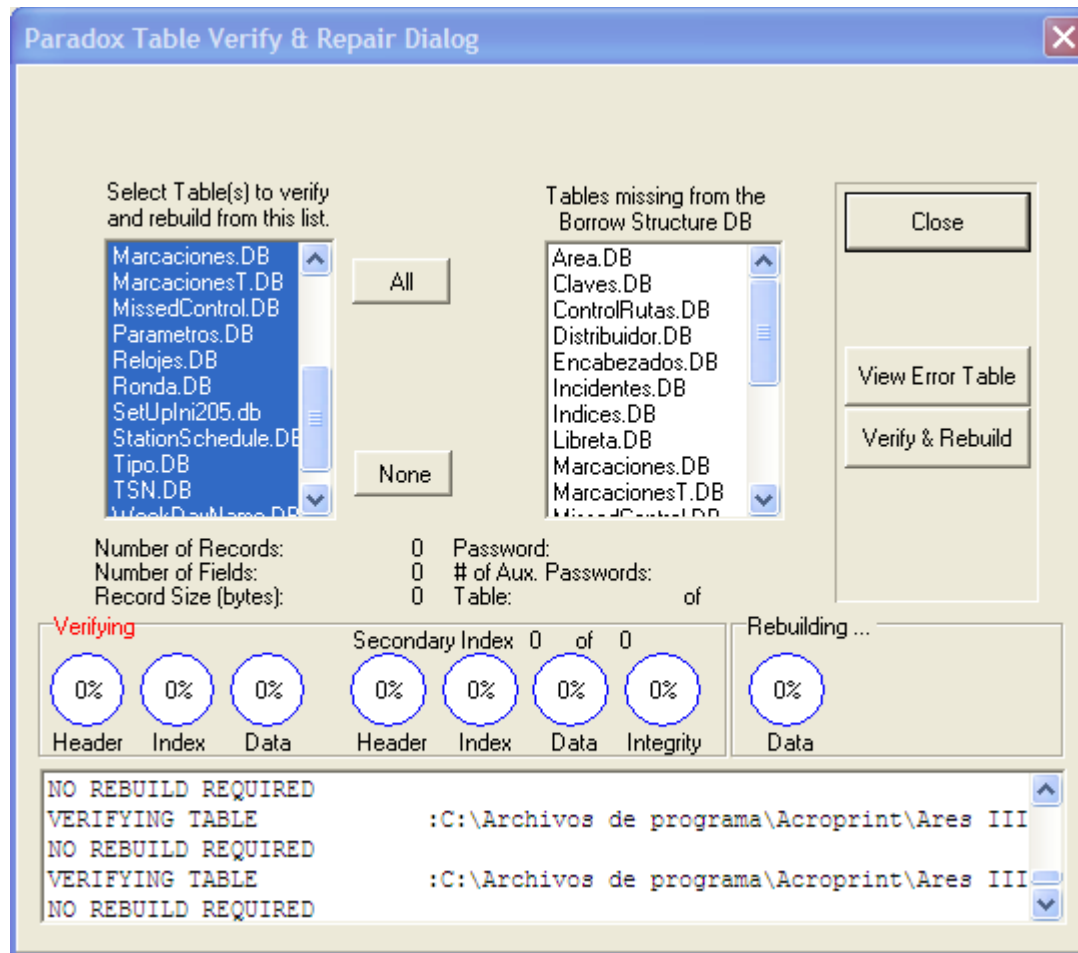 Paradox Table Verify & Repair Dialog
Select Table(s) to verify
and rebuild from this list.
Marcaciones.DB
MarcacionesT.DB
MissedControl.DB
Parametros.DB
Relojes.DB
Ronda.DB
SetUpIni205.db
StationSchedule.DB
Tipo.DB
TSN.DB
WeekDayName.DB
All
None
Tables missing from the
Borrow Structure DB
Area.DB
Claves.DB
ControlRutas.DB
Distribuidor.DB
Encabezados.DB
Incidentes.DB
Indices.DB
Libreta.DB
Marcaciones.DB
MarcacionesT.DB
MissedControl.DB
Close
View Error Table
Verify & Rebuild
Number of Records: 0 Password:
Number of Fields: 0 # of Aux. Passwords:
Record Size (bytes): 0 Table: of
Verifying
Secondary Index 0 of 0
Rebuilding ...
0% 0% 0% 0% 0% 0% 0% 0%
Header Index Data Header Index Data Integrity Data
NO REBUILD REQUIRED
VERIFYING TABLE :C:\Archivos de programa\Acroprint\Ares III
NO REBUILD REQUIRED
VERIFYING TABLE :C:\Archivos de programa\Acroprint\Ares III
NO REBUILD REQUIRED